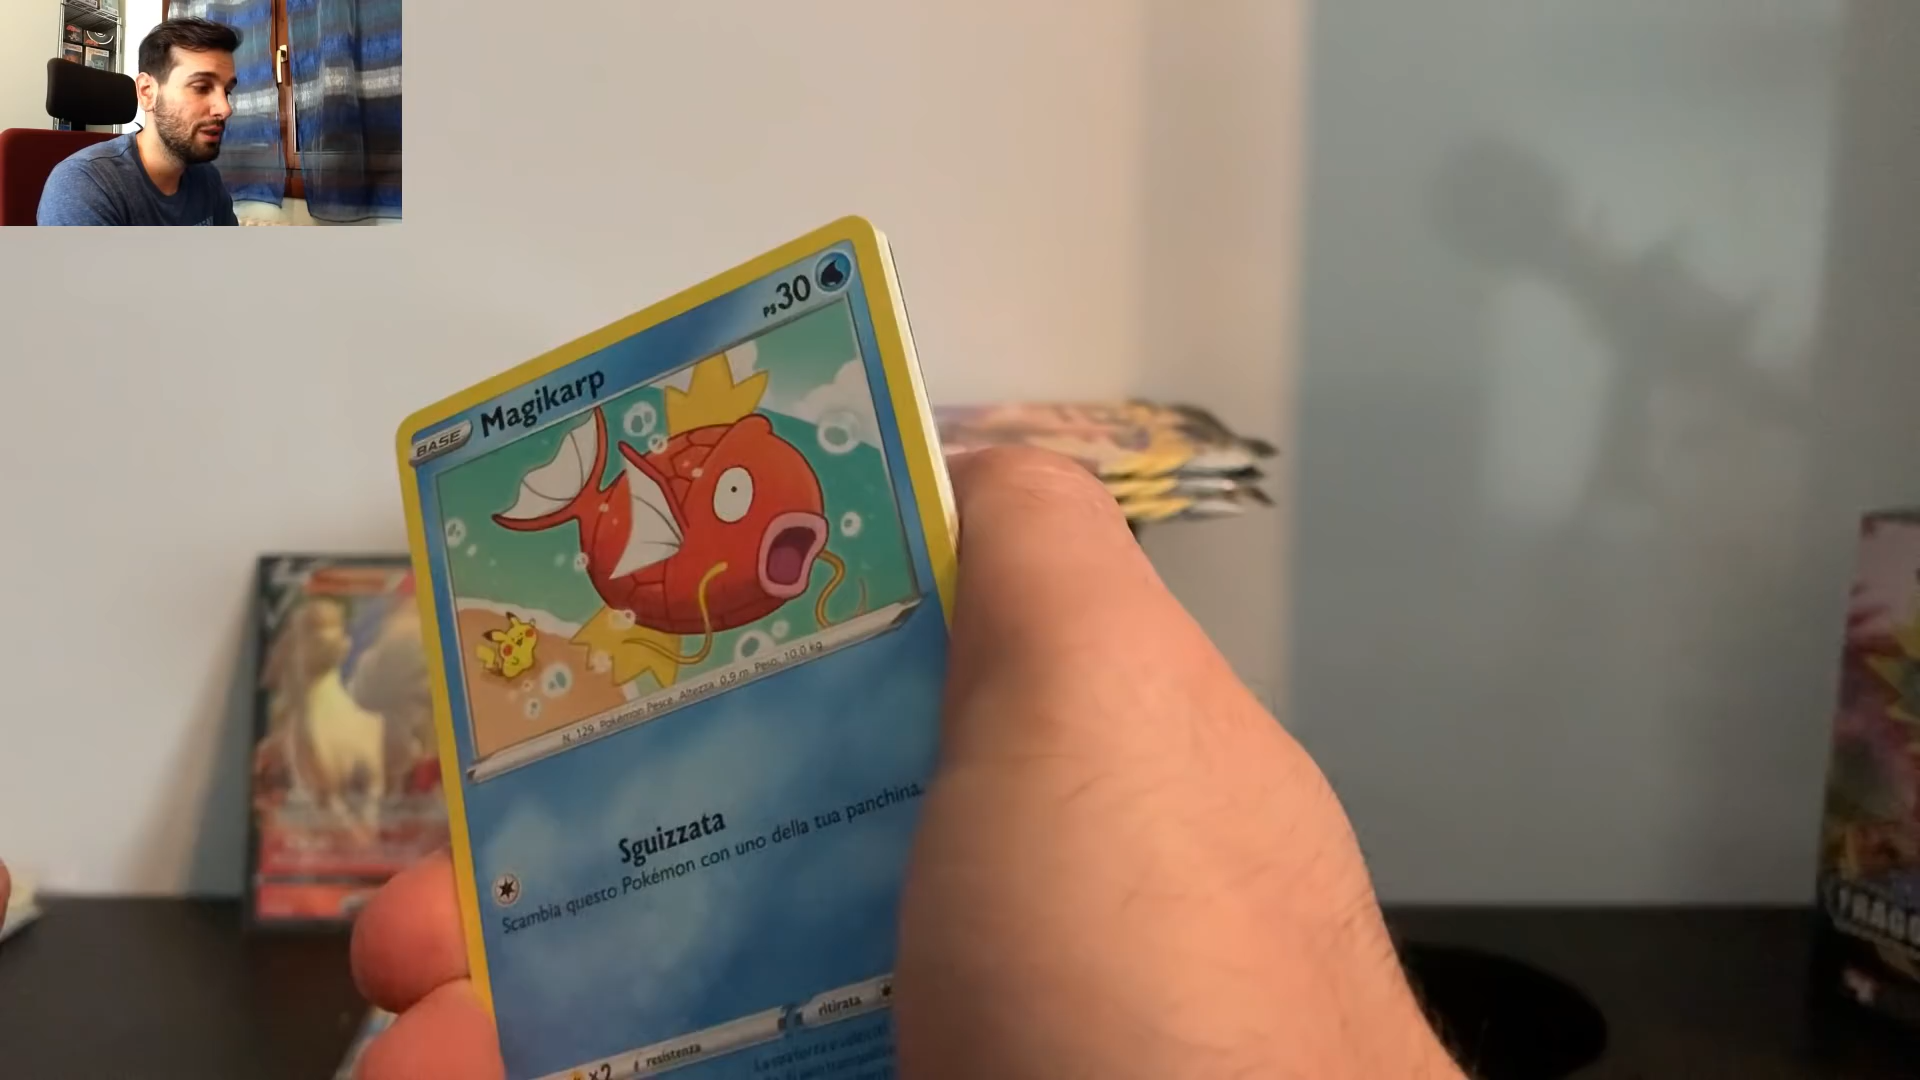 BASE Magikarp PS30
N. 129 Pokémon Pesce Altezza: 0,9 m Peso: 10,0 kg
Sguizzata
Scambia questo Pokémon con uno della tua panchina.
x2 resistenza ritirata